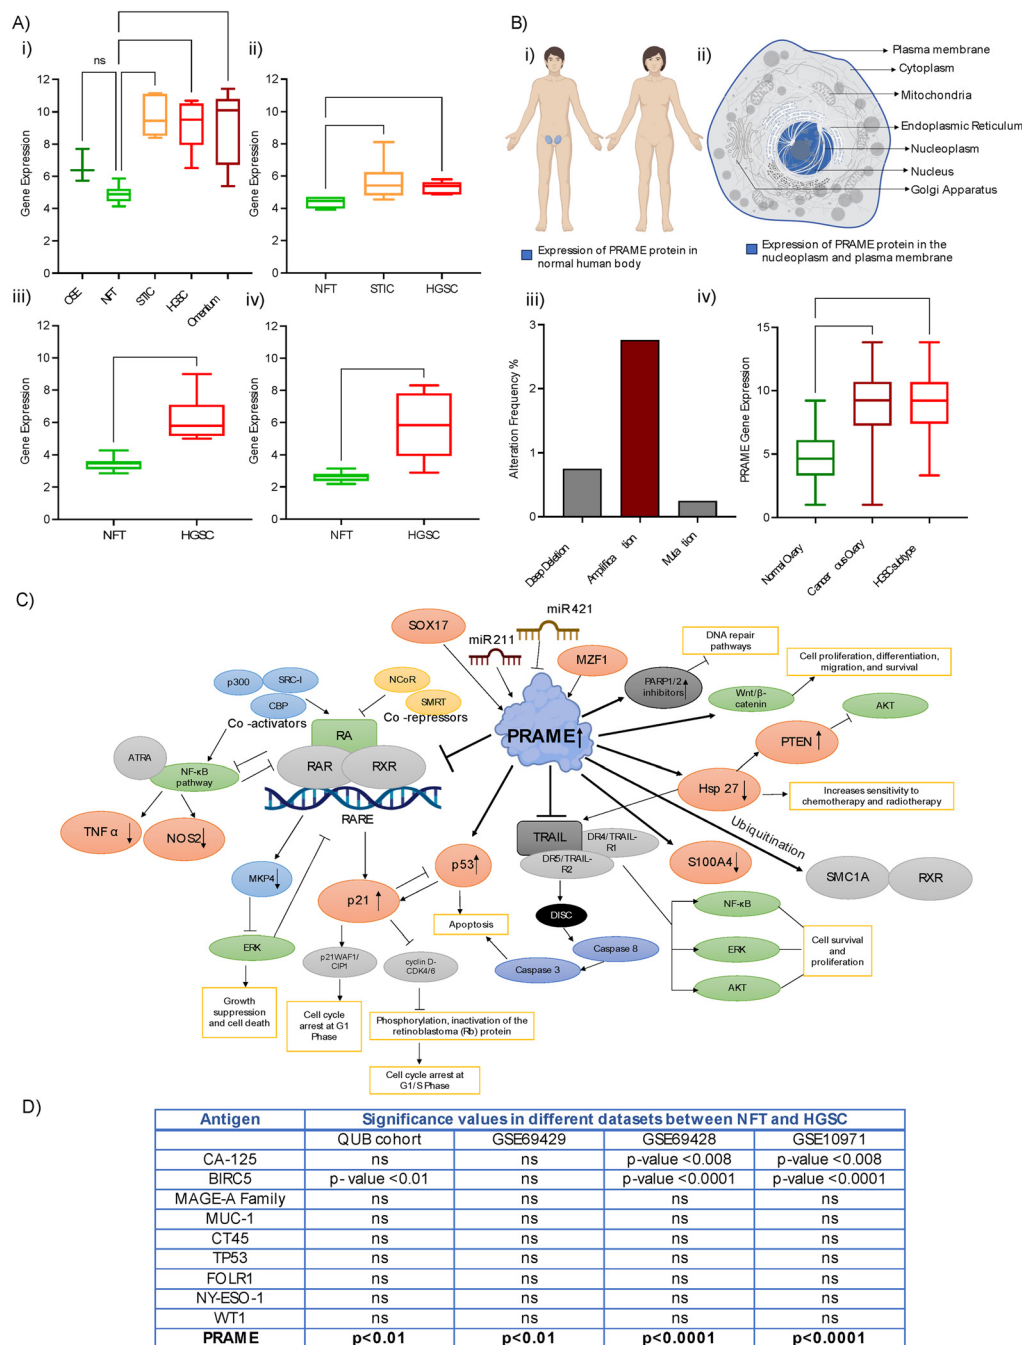 A)
i)
ns
Gene Expression
12
10
8
6
4
2
0
OSE
NFT
STIC
HGSC
Omentum
ii)
Gene Expression
12
10
8
6
4
2
0
NFT
STIC
HGSC
iii)
Gene Expression
12
10
8
6
4
2
0
NFT
HGSC
iv)
Gene Expression
12
10
8
6
4
2
0
NFT
HGSC
B)
i)
Expression of PRAME protein in
normal human body
ii)
Plasma membrane
Cytoplasm
Mitochondria
Endoplasmic Reticulum
Nucleoplasm
Nucleus
Golgi Apparatus
Expression of PRAME protein in the
nucleoplasm and plasma membrane
iii)
Alteration Frequency %
3
2
1
0
Deep Deletion
Amplifica tion
Muta tion
iv)
PRAME Gene Expression
15
10
5
0
Normal Ovary
Cancer ous Ovary
HGSC subtype
C)
SOX17
miR211
miR421
MZF1
DNA repair
pathways
PARP1/2
inhibitors
Cell proliferation, differentiation,
migration, and survival
Wnt/β-
catenin
AKT
PTEN
p300
SRC-I
CBP
Co -activators
NCoR
SMRT
Co -repressors
PRAME
RA
RAR
RXR
RARE
ATRA
NF-κB
pathway
TNF α
NOS2
Hsp 27
Increases sensitivity to
chemotherapy and radiotherapy
Ubiquitination
TRAIL
DR4/TRAIL-
R1
DR5/TRAIL-
R2
S100A4
SMC1A
RXR
MKP4
p21
p53
ERK
p21WAF1/
CIP1
cyclin D-
CDK4/6
Apoptosis
DISC
Caspase 8
Caspase 3
NF-κB
ERK
AKT
Cell survival
and
proliferation
Growth
suppression
and cell death
Cell cycle
arrest at G1
Phase
Phosphorylation, inactivation of the
retinoblastoma (Rb) protein
Cell cycle arrest at
G1/S Phase
D)
Antigen Significance values in different datasets between NFT and HGSC
QUB cohort GSE69429 GSE69428 GSE10971
CA-125 ns ns p-value <0.008 p-value <0.008
BIRC5 p- value <0.01 ns p-value <0.0001 p-value <0.0001
MAGE-A Family ns ns ns ns
MUC-1 ns ns ns ns
CT45 ns ns ns ns
TP53 ns ns ns ns
FOLR1 ns ns ns ns
NY-ESO-1 ns ns ns ns
WT1 ns ns ns ns
PRAME p<0.01 p<0.01 p<0.0001 p<0.0001